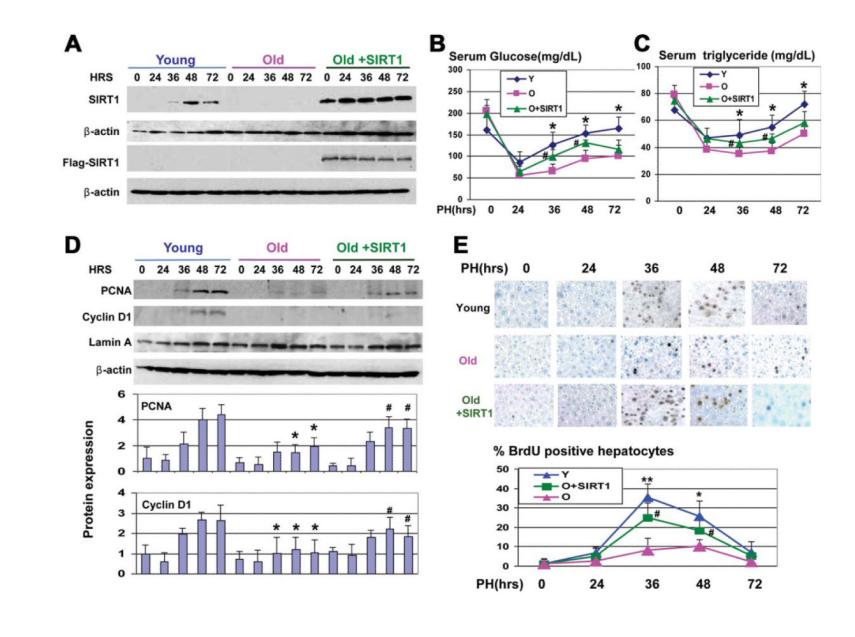 A
Young Old Old +SIRT1
HRS 0 24 36 48 72 0 24 36 48 72 0 24 36 48 72
SIRT1
β-actin
Flag-SIRT1
β-actin
B
Serum Glucose(mg/dL)
300
250
200
150
100
50
0
Y
O
O+SIRT1
* * *
# #
PH(hrs) 0 24 36 48 72
C
Serum triglyceride (mg/dL)
100
80
60
40
20
0
Y
O
O+SIRT1
* * *
# #
0 24 36 48 72
D
Young Old Old +SIRT1
HRS 0 24 36 48 72 0 24 36 48 72 0 24 36 48 72
PCNA
Cyclin D1
Lamin A
β-actin
Protein expression
6
4
2
0
PCNA
* * # #
4
3
2
1
0
Cyclin D1
* * * # #
E
PH(hrs) 0 24 36 48 72
Young
Old
Old
+SIRT1
% BrdU positive hepatocytes
50
40
30
20
10
0
Y
O+SIRT1
O
** *
# #
PH(hrs) 0 24 36 48 72